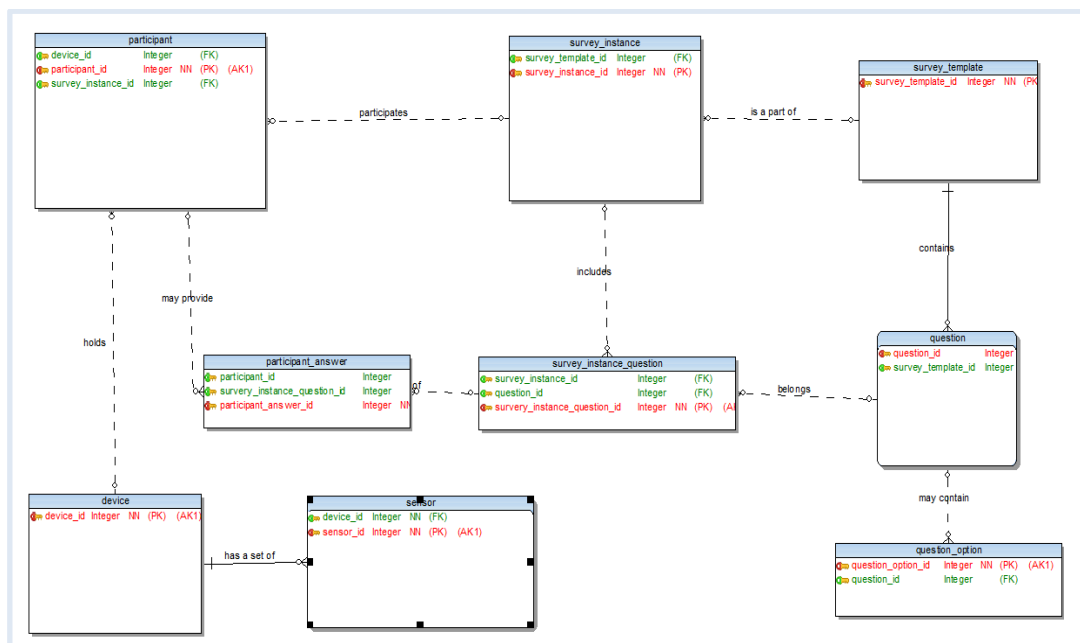 participant
device_id Integer (FK)
participant_id Integer NN (PK) (AK1)
survey_instance_id Integer (FK)
survey_instance
survey_template_id Integer (FK)
survey_instance_id Integer NN (PK)
survey_template
survey_template_id Integer NN (PK
participates
is a part of
contains
includes
may provide
holds
participant_answer
participant_id Integer
survery_instance_question_id Integer
participant_answer_id Integer NN
of
survey_instance_question
survey_instance_id Integer (FK)
question_id Integer (FK)
survery_instance_question_id Integer NN (PK) (A
belongs
question
question_id Integer
survey_template_id Integer
device
device_id Integer NN (PK) (AK1)
has a set of
sensor
device_id Integer NN (FK)
sensor_id Integer NN (PK) (AK1)
may contain
question_option
question_option_id Integer NN (PK) (AK1)
question_id Integer (FK)